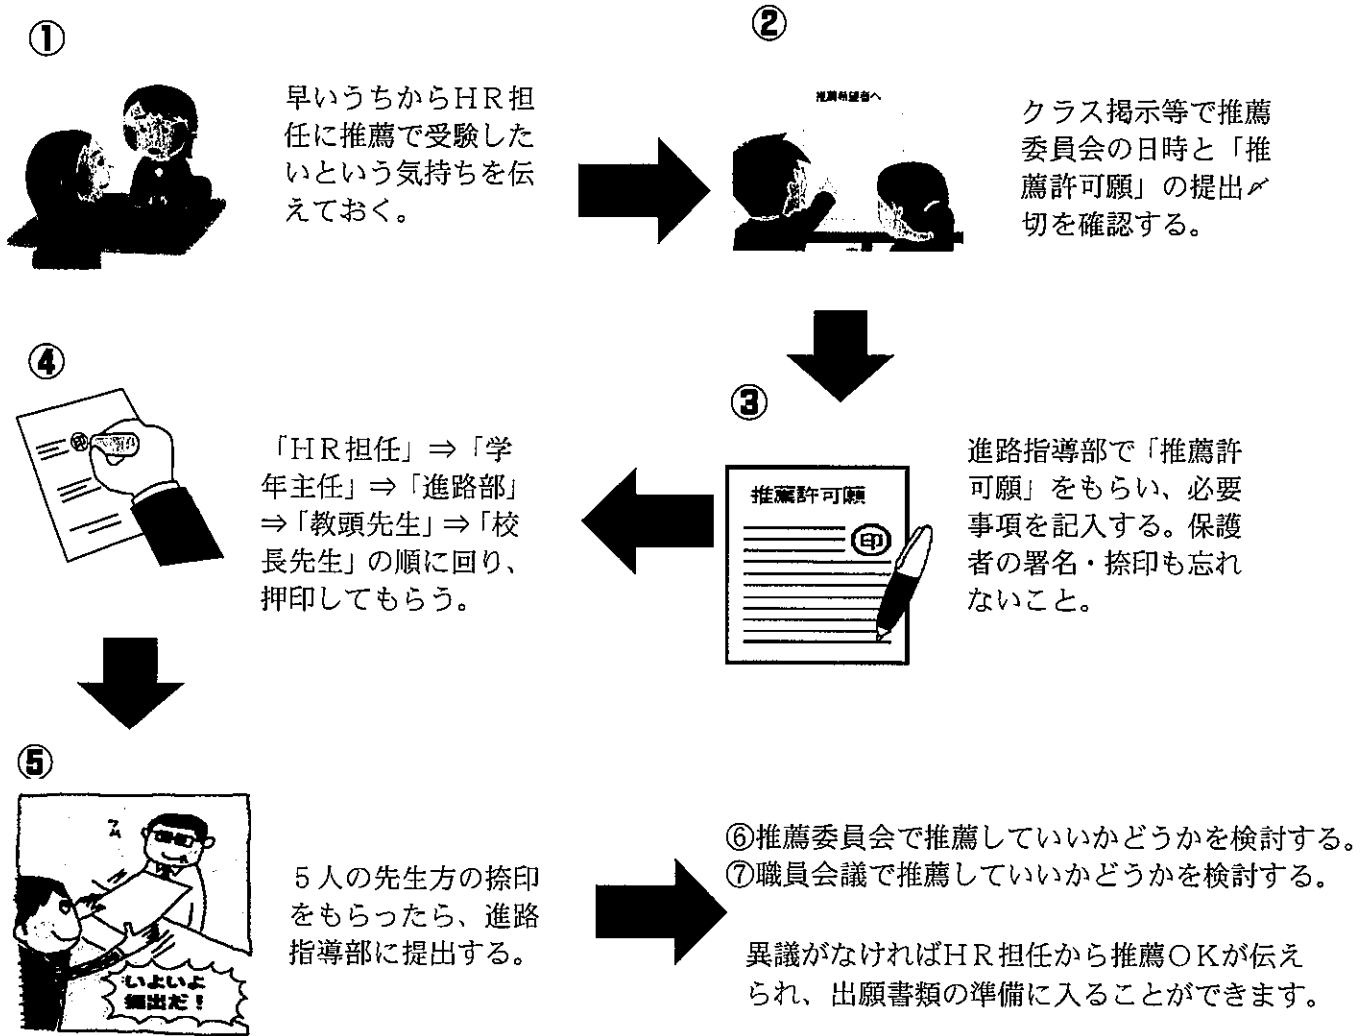 ①
早いうちからHR担
任に推薦で受験した
いという気持ちを伝
えておく。
②
推薦希望者へ
クラス掲示等で推薦
委員会の日時と「推
薦許可願」の提出〆
切を確認する。
③
推薦許可願
印
進路指導部で「推薦許
可願」をもらい、必要
事項を記入する。保護
者の署名・捺印も忘れ
ないこと。
④
印
「HR担任」⇒「学
年主任」⇒「進路部」
⇒「教頭先生」⇒「校
長先生」の順に回り、
押印してもらう。
⑤
いよいよ
提出だ！
５人の先生方の捺印
をもらったら、進路
指導部に提出する。
⑥推薦委員会で推薦していいかどうかを検討する。
⑦職員会議で推薦していいかどうかを検討する。
異議がなければHR担任から推薦○Kが伝え
られ、出願書類の準備に入ることができます。